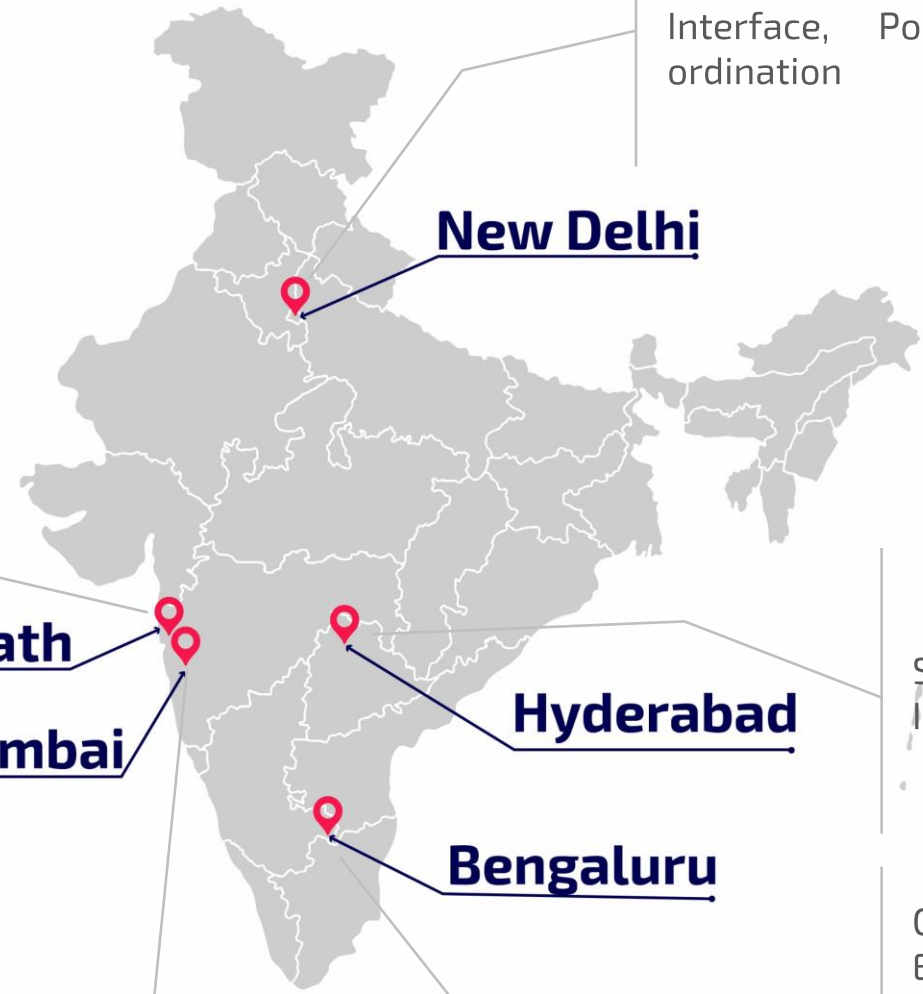 Interface, Po
ordination
New Delhi
ath
mbai
Hyderabad
Bengaluru